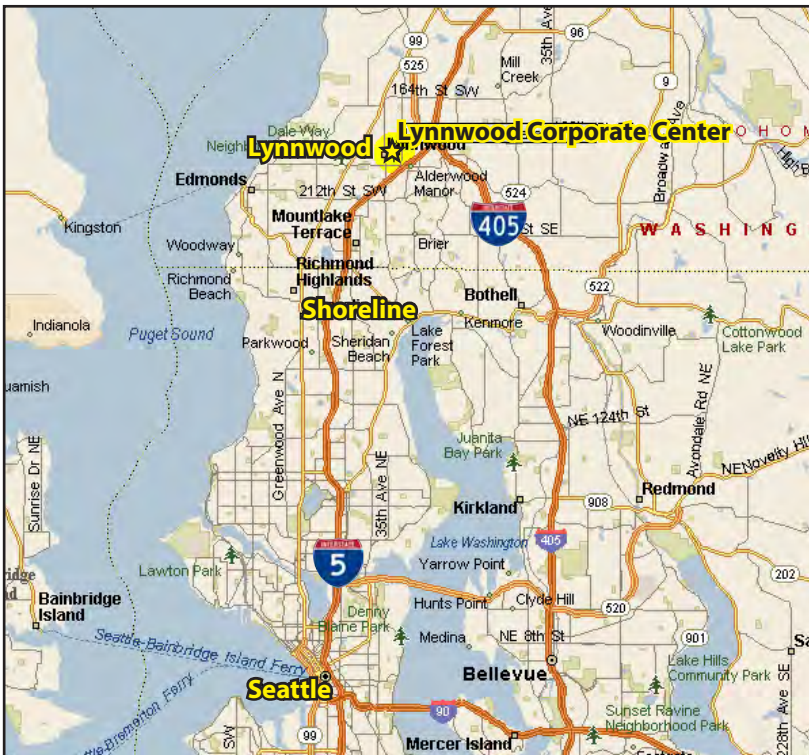 99
96
35th Ave
525
Mill
Creek
164th St SW
9
Dale Way
Lynnwood
Lynnwood Corporate Center
Edmonds
212th St SW
Alderwood
Manor
524
Broadwa
Ave
Kingston
Mountlake
Terrace
INTERSTATE
405
St SE
WASHING
Woodway
Brier
Richmond
Highlands
Richmond
Beach
522
Bothell
Shoreline
Indianola
Puget Sound
Kenmore
Woodinville
Cottonwood
Lake Park
Parkwood
Sheridan
Beach
Lake
Forest
Park
uamish
Greenwood Ave N
NE 124th St
Avondale Rd NE
Juanita
Bay Park
35th Ave NE
NE Novelty Hi
Sunrise Dr NE
Kirkland
908
Redmond
Lake Washington
405
INTERSTATE
5
Lawton Park
Yarrow Point
202
Bainbridge
Island
Hunts Point
Clyde Hill
520
Denny
Blaine Park
Medina
NE 8th St
901
Seattle-Bainbridge Island Ferry
Bellevue
Lake Hills
Community Park
Seattle
90
Sunset Ravine
Neighborhood Park
99
SW
Mercer Island
228th Ave SE